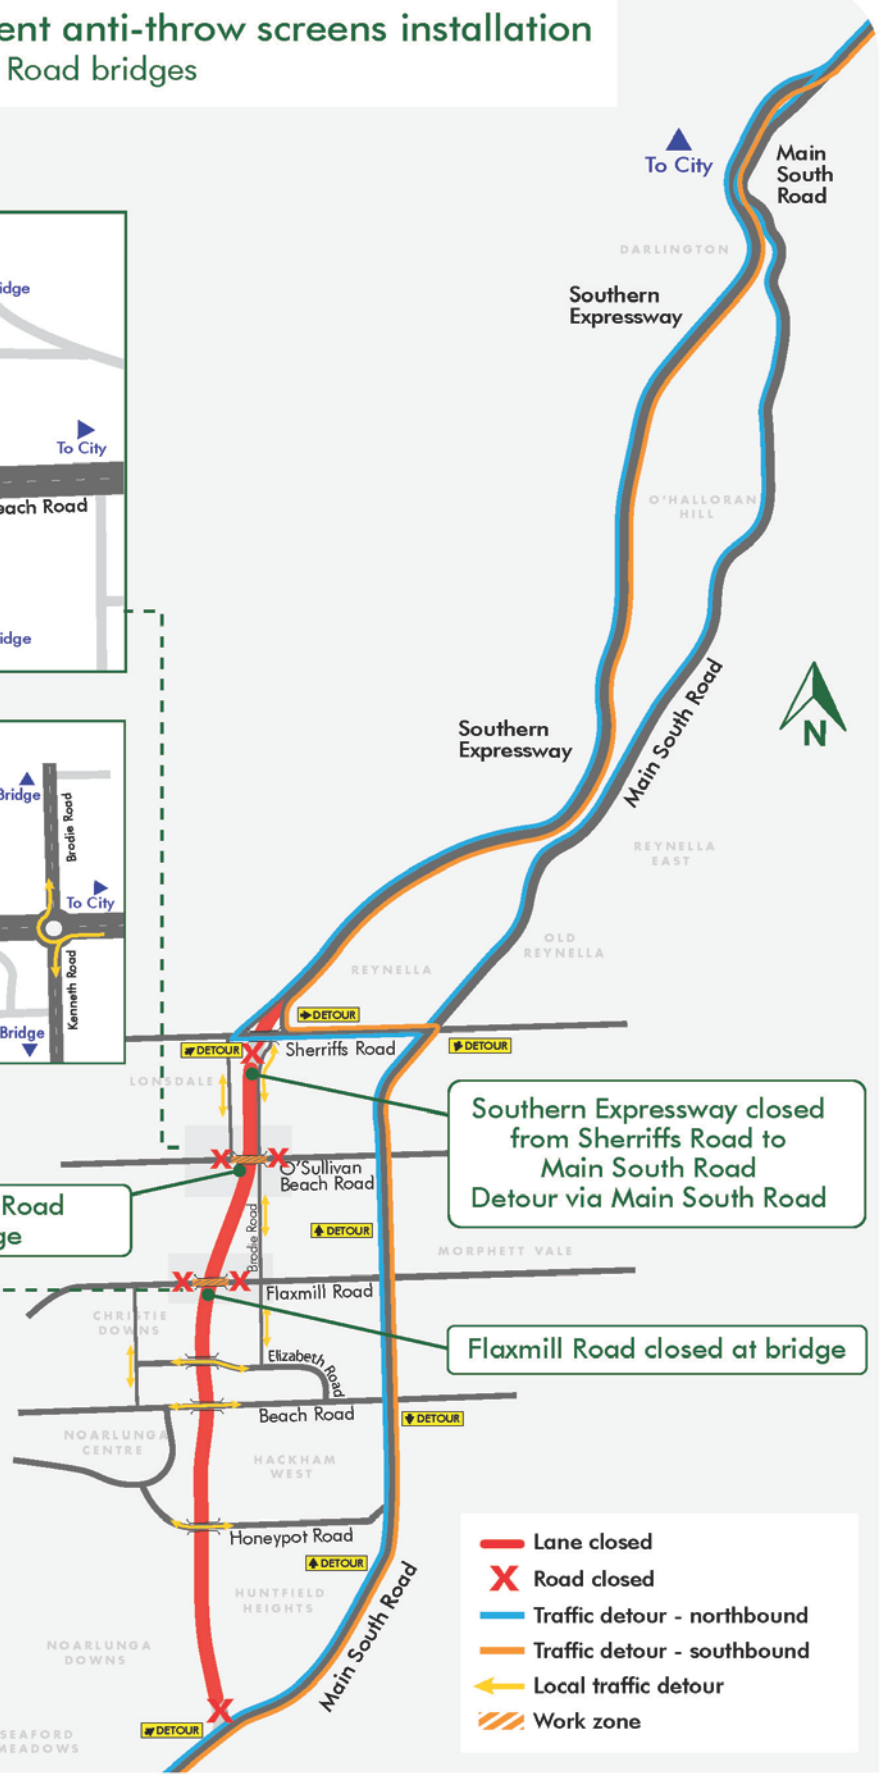 ent anti-throw screens installation
Road bridges
To City
Main
South
Road
DARLINGTON
Southern
Expressway
idge
To City
each Road
O'HALLORAN
HILL
idge
Main South Road
N
Southern
Expressway
Bridge
Brodie Road
To City
Kenneth Road
Bridge
REYNELLA
EAST
OLD
REYNELLA
REYNELLA
DETOUR
DETOUR
Sherriffs Road
DETOUR
LONSDALE
Southern Expressway closed
from Sherriffs Road to
Main South Road
Detour via Main South Road
O'Sullivan
Beach Road
Road
ge
Brodie Road
DETOUR
MORPHETT VALE
Flaxmill Road
CHRISTIE
DOWNS
Flaxmill Road closed at bridge
Elizabeth Road
Beach Road
DETOUR
NOARLUNGA
CENTRE
HACKHAM
WEST
Honeypot Road
DETOUR
HUNTFIELD
HEIGHTS
Main South Road
NOARLUNGA
DOWNS
DETOUR
SEAFORD
MEADOWS
Lane closed
X Road closed
Traffic detour - northbound
Traffic detour - southbound
Local traffic detour
Work zone